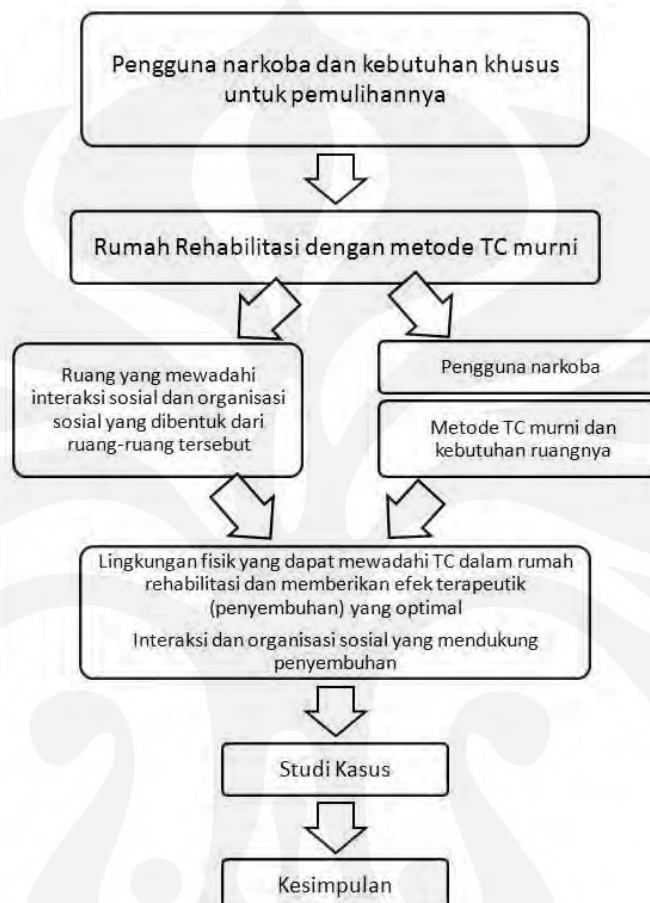 Pengguna narkoba dan kebutuhan khusus
untuk pemulihannya
Rumah Rehabilitasi dengan metode TC murni
Ruang yang mewadahi
interaksi sosial dan organisasi
sosial yang dibentuk dari
ruang-ruang tersebut
Pengguna narkoba
Metode TC murni dan
kebutuhan ruangnya
Lingkungan fisik yang dapat mewadahi TC dalam rumah
rehabilitasi dan memberikan efek terapeutik
(penyembuhan) yang optimal
Interaksi dan organisasi sosial yang mendukung
penyembuhan
Studi Kasus
Kesimpulan